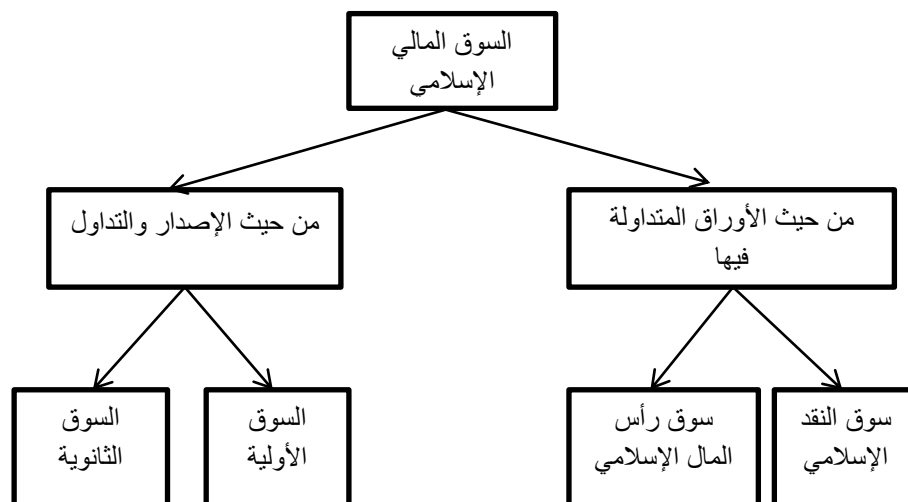 السوق المالي
الإسلامي
من حيث الأوراق المتداولة
فيها
من حيث الإصدار والتداول
سوق النقد
الإسلامي
سوق رأس
المال الإسلامي
السوق
الأولية
السوق
الثانوية